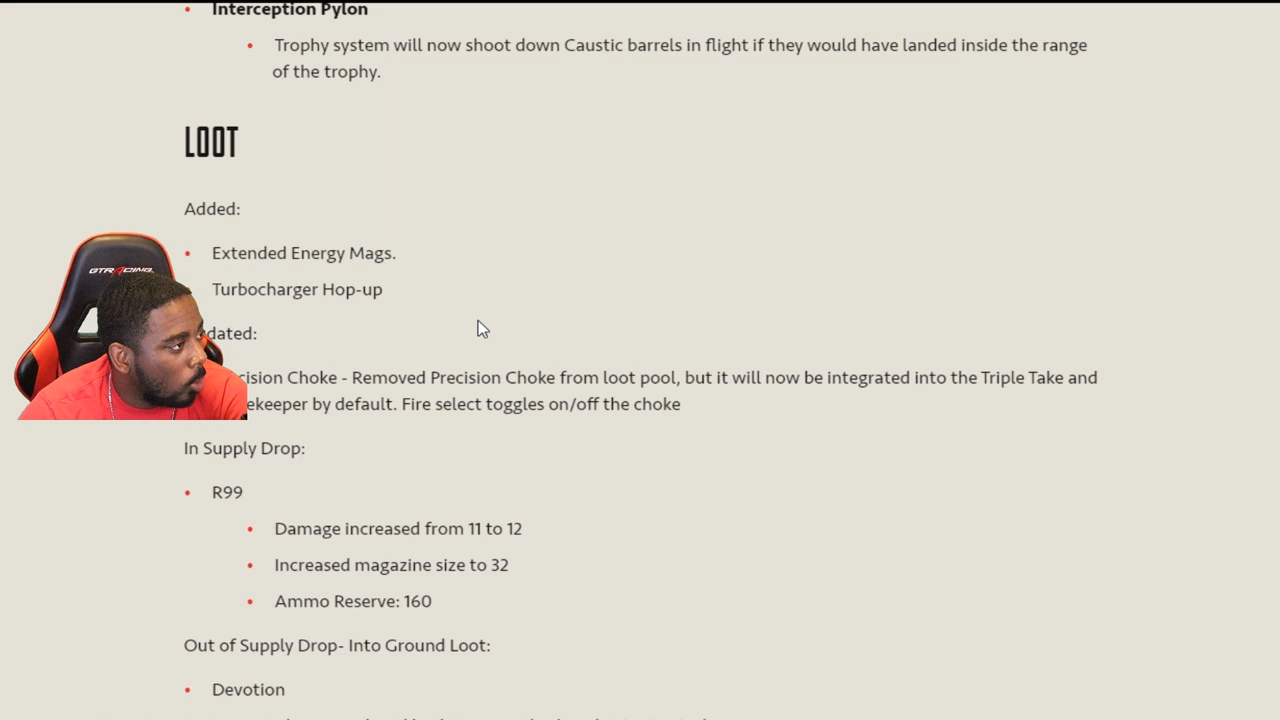 • Interception Pylon
• Trophy system will now shoot down Caustic barrels in flight if they would have landed inside the range
of the trophy.
LOOT
Added:
• Extended Energy Mags.
GTRACING
Turbocharger Hop-up
dated:
cision Choke - Removed Precision Choke from loot pool, but it will now be integrated into the Triple Take and
ekeeper by default. Fire select toggles on/off the choke
In Supply Drop:
• R99
• Damage increased from 11 to 12
• Increased magazine size to 32
• Ammo Reserve: 160
Out of Supply Drop- Into Ground Loot:
• Devotion